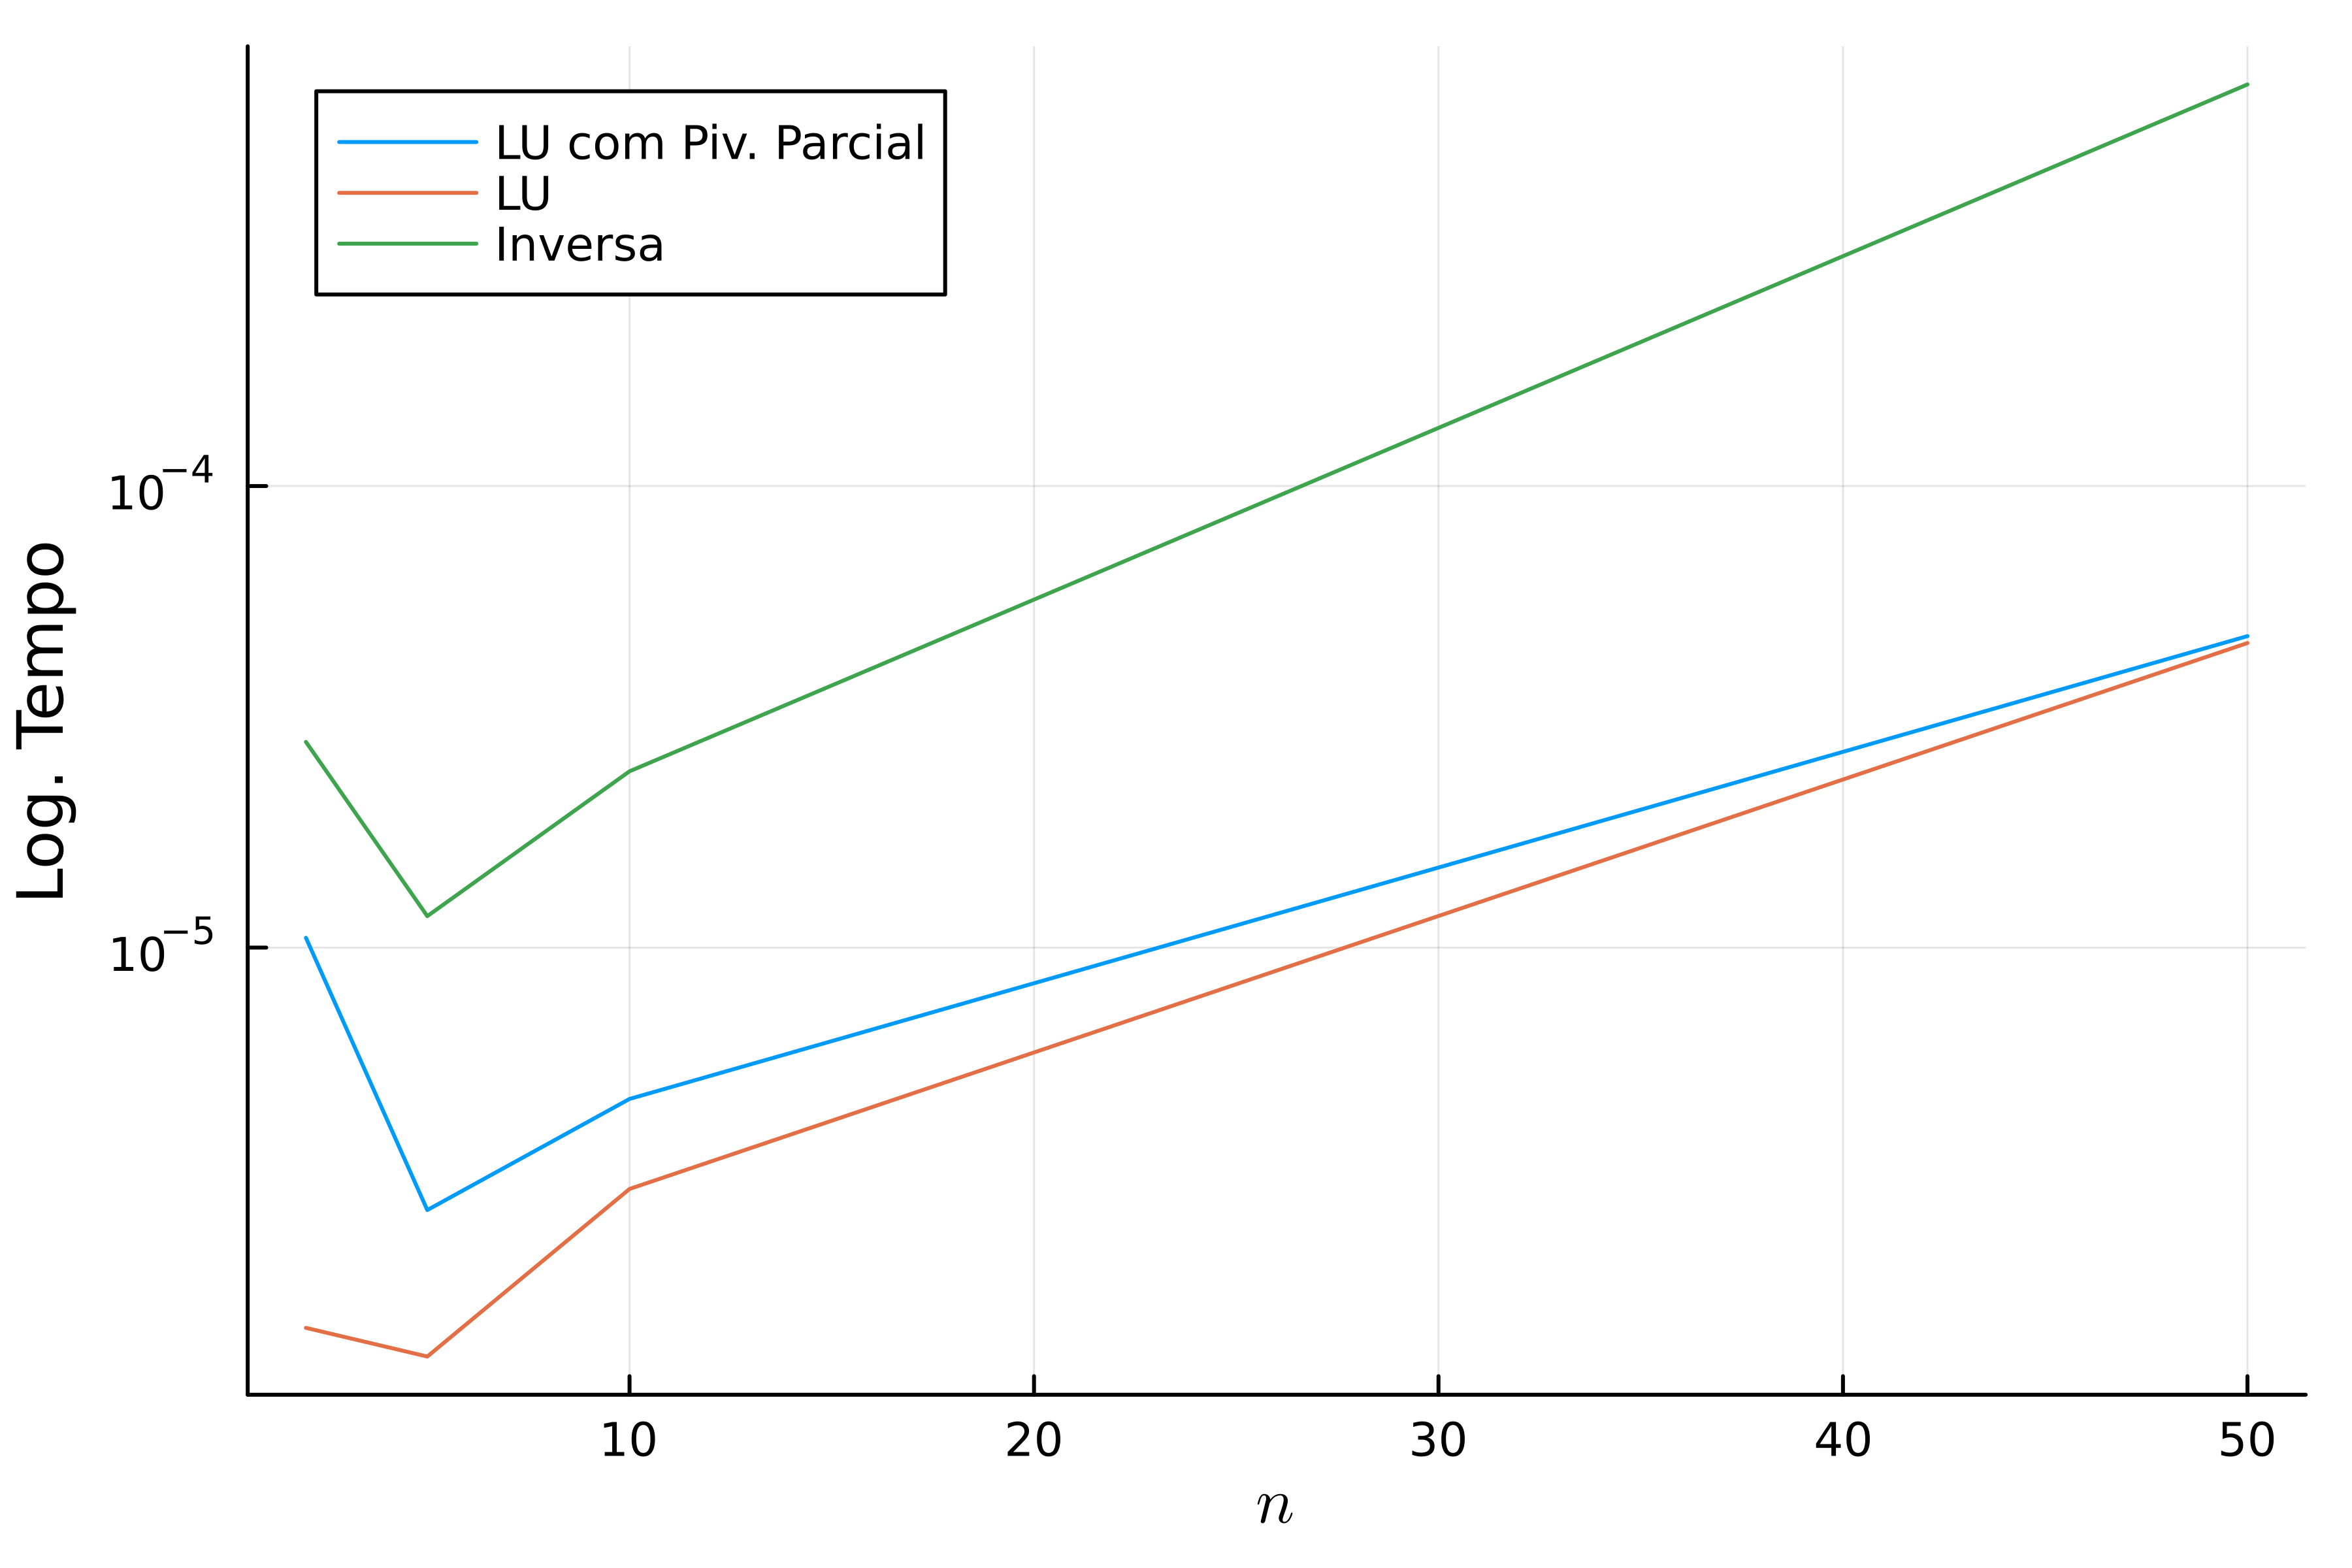 LU com Piv. Parcial
LU
Inversa
10⁻⁴
10⁻⁵
Log. Tempo
10 20 30 40 50
n